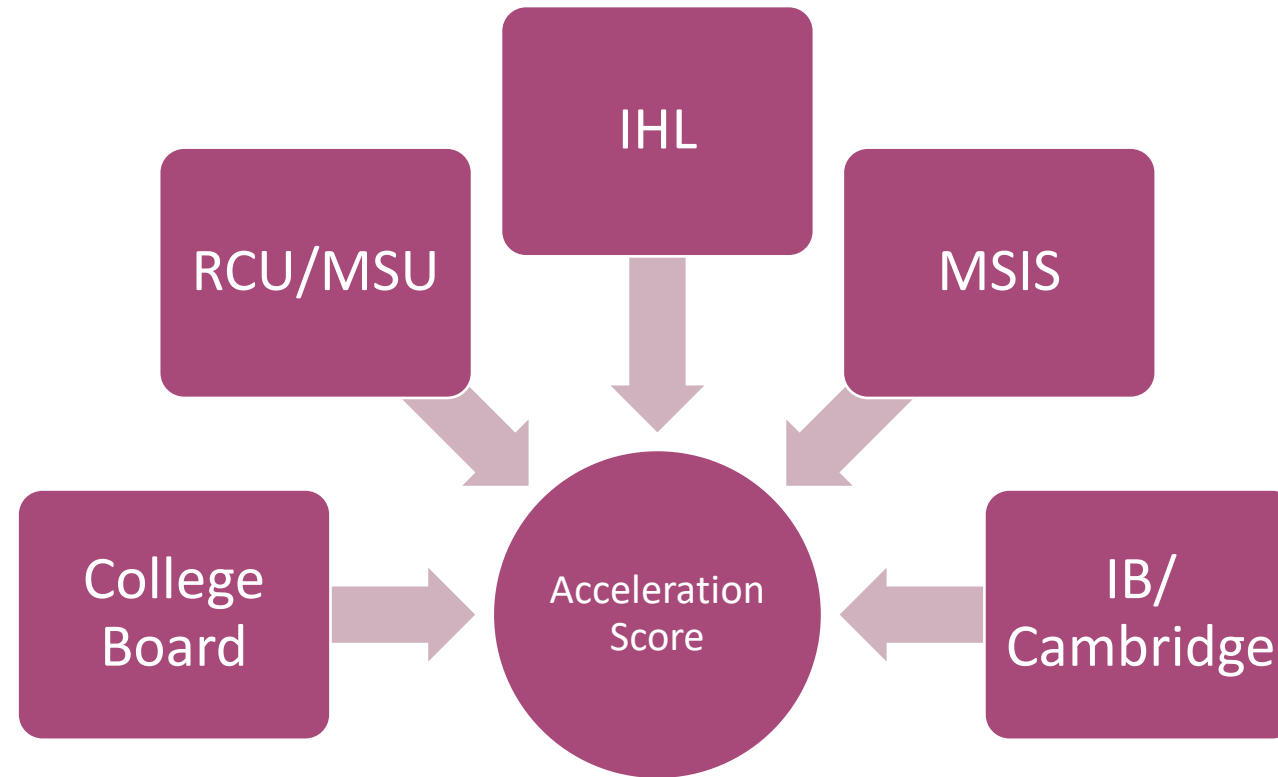 IHL
RCU/MSU
MSIS
College
Board
Acceleration
Score
IB/
Cambridge